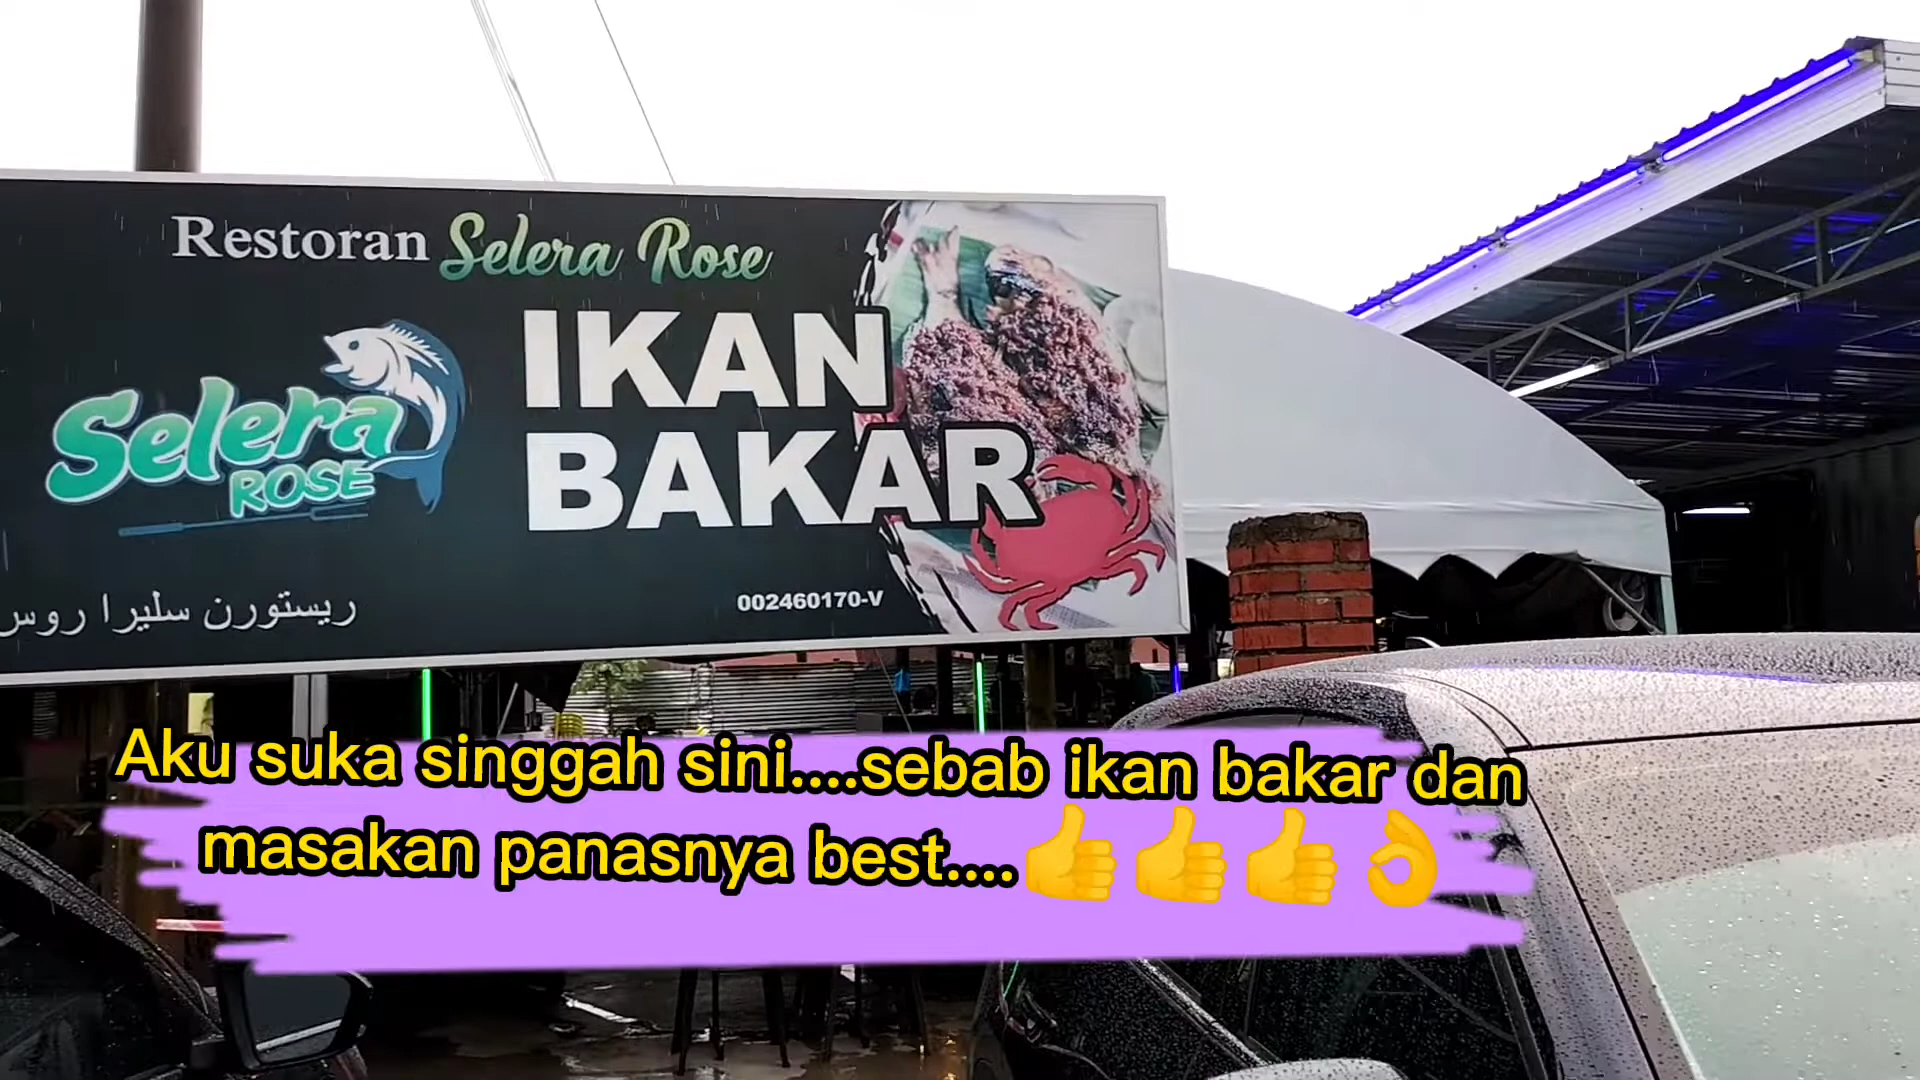 Restoran Selera Rose
IKAN
BAKAR
Selera
ROSE
ريستورن سليرا روس
002460170-V
Aku suka singgah sini....sebab ikan bakar dan
masakan panasnya best....👍👍👍👌